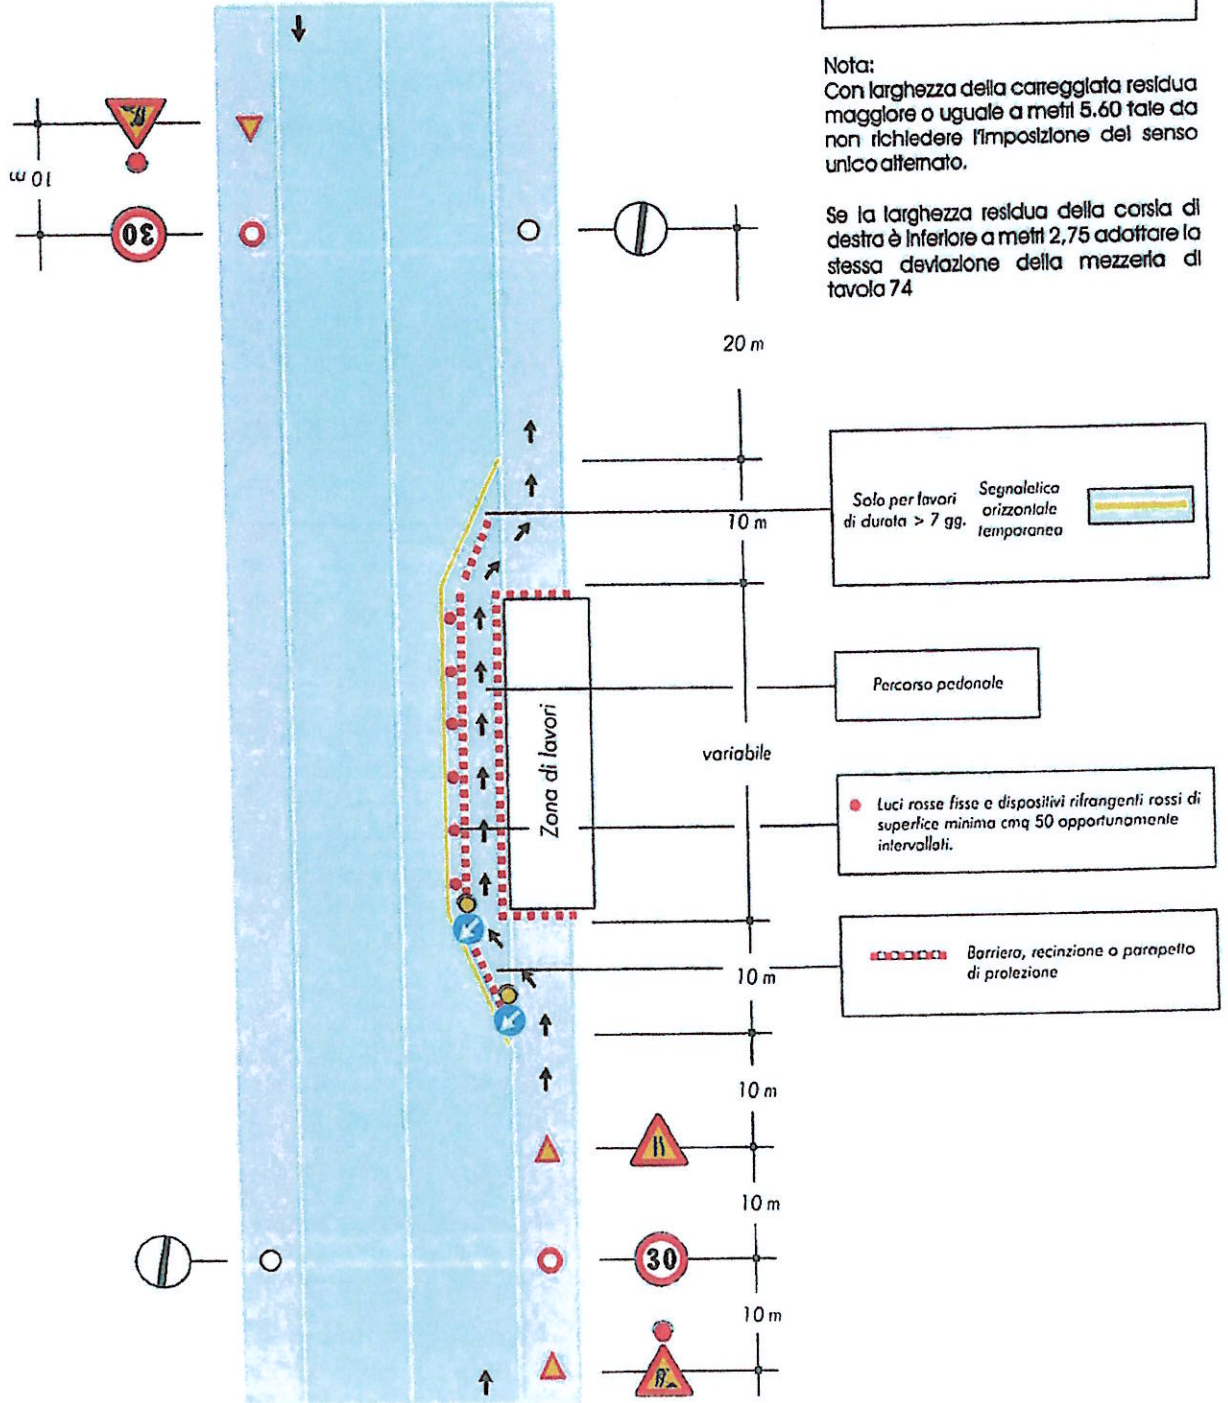 Nota:
Con larghezza della carreggiata residua
maggiore o uguale a metri 5.60 tale da
non richiedere l'imposizione del senso
unico alternato.
Se la larghezza residua della corsia di
destra è inferiore a metri 2,75 adottare la
stessa deviazione della mezzeria di
tavola 74
10 m
30
20 m
10 m
Solo per lavori
di durata > 7 gg.
Segnaletica
orizzontale
temporanea
Percorso pedonale
variabile
Zona di lavori
Luci rosse fisse e dispositivi rifrangenti rossi di
superfice minima cmq 50 opportunamente
intervallati.
Barriera, recinzione o parapetto
di protezione
10 m
10 m
10 m
30
10 m